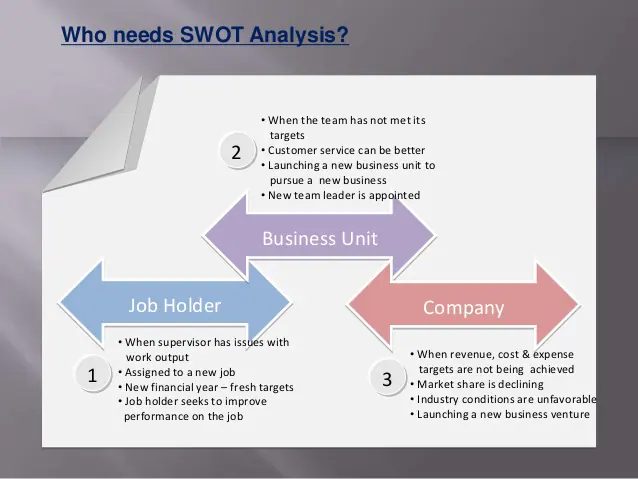 Who needs SWOT Analysis?
2
• When the team has not met its
targets
• Customer service can be better
• Launching a new business unit to
pursue a  new business
• New team leader is appointed
Business Unit
Job Holder
Company
1
• When supervisor has issues with
work output
• Assigned to a new job
• New financial year – fresh targets
• Job holder seeks to improve
performance on the job
3
• When revenue, cost & expense
targets are not being  achieved
• Market share is declining
• Industry conditions are unfavorable
• Launching a new business venture